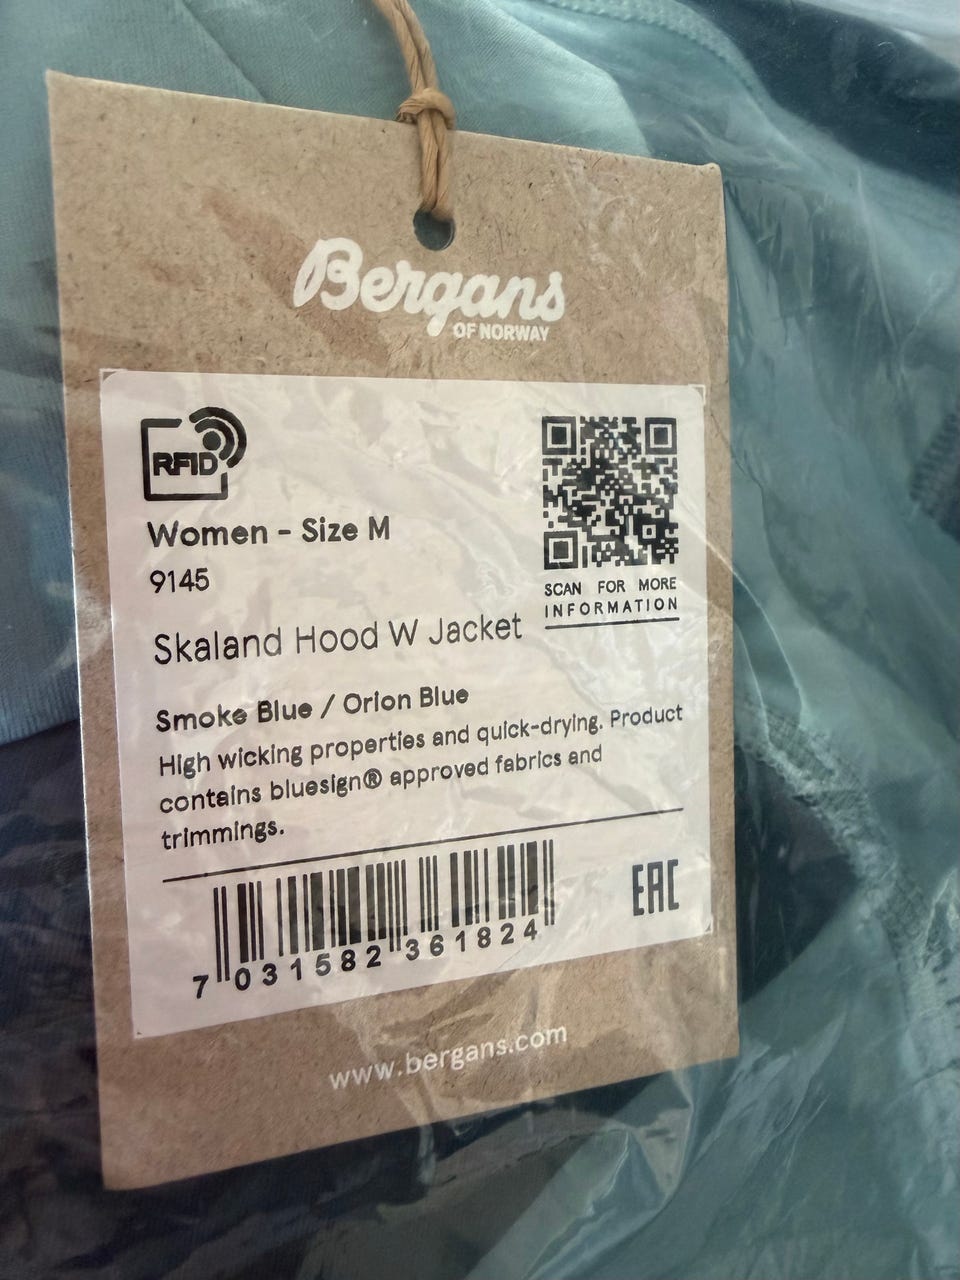 Bergans
OF NORWAY
RFID
Women - Size M
9145
SCAN FOR MORE
INFORMATION
Skaland Hood W Jacket
Smoke Blue / Orion Blue
High wicking properties and quick-drying. Product
contains bluesign® approved fabrics and
trimmings.
EAC
7 031582 361824
www.bergans.com